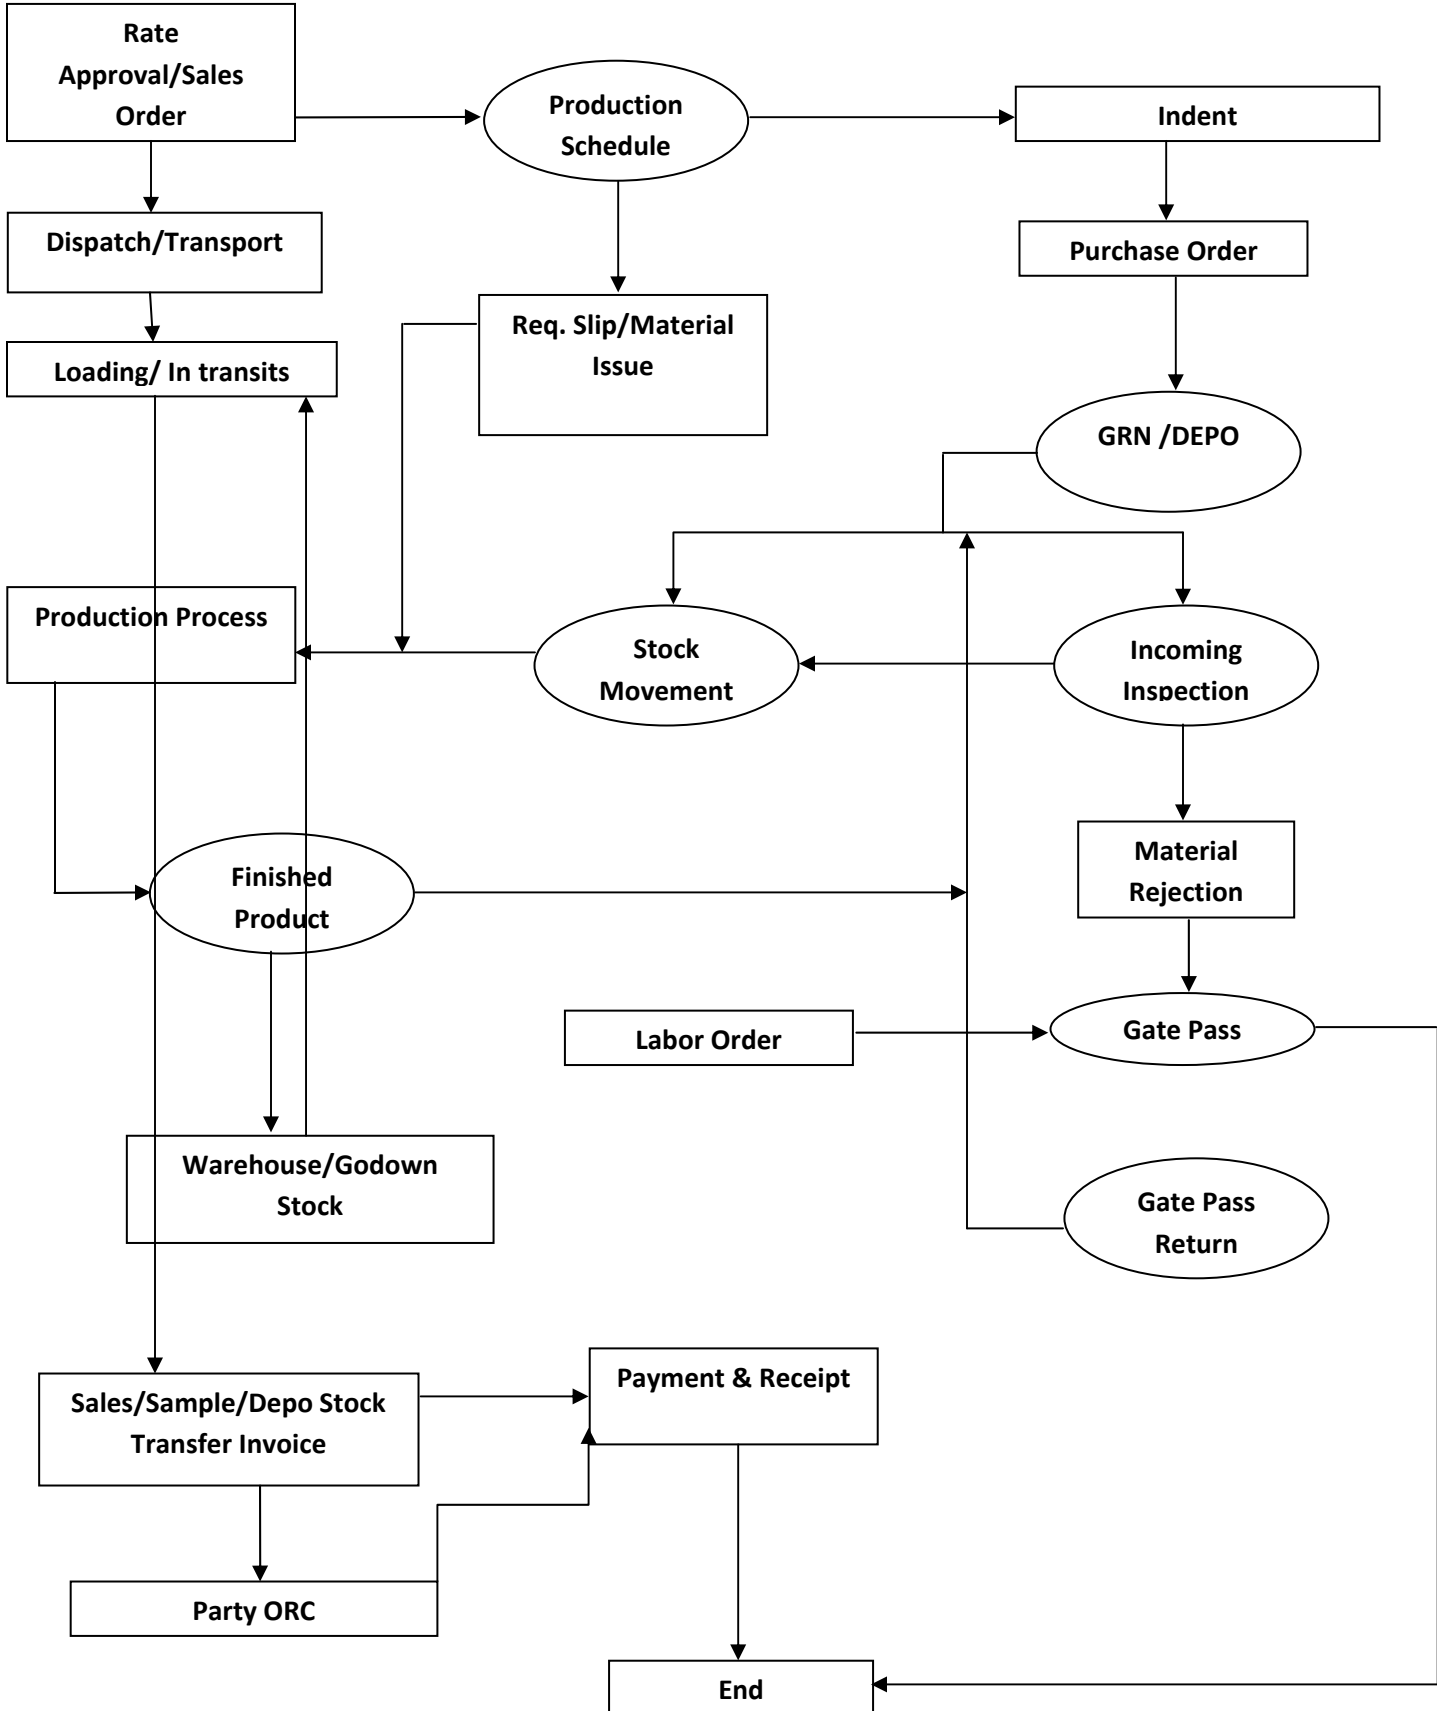 Rate
Approval/Sales
Order
Production
Schedule
Indent
Dispatch/Transport
Purchase Order
Loading/ In transits
Req. Slip/Material
Issue
GRN /DEPO
Production Process
Stock
Movement
Incoming
Inspection
Finished
Product
Material
Rejection
Labor Order
Gate Pass
Warehouse/Godown
Stock
Gate Pass
Return
Sales/Sample/Depo Stock
Transfer Invoice
Payment & Receipt
Party ORC
End